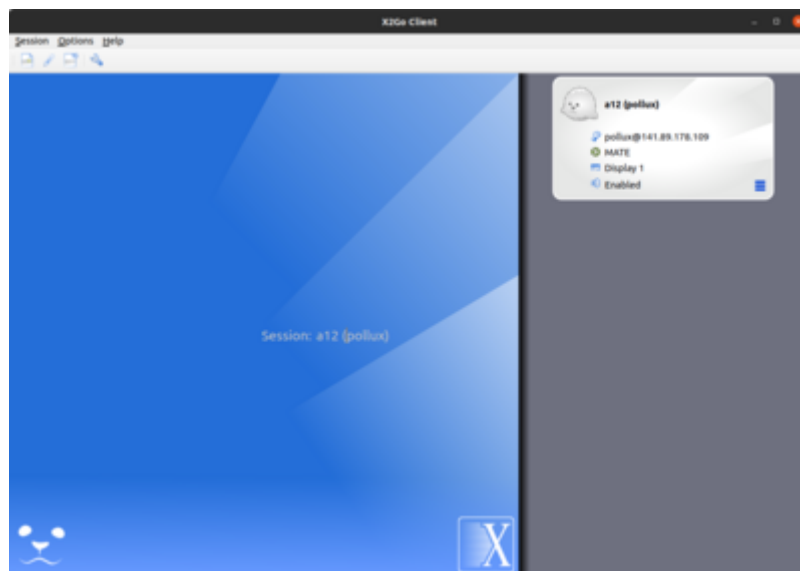 X2Go Client
Session Options Help
a12 (pollux)
pollux@141.89.178.109
MATE
Display 1
Enabled
Session: a12 (pollux)
X